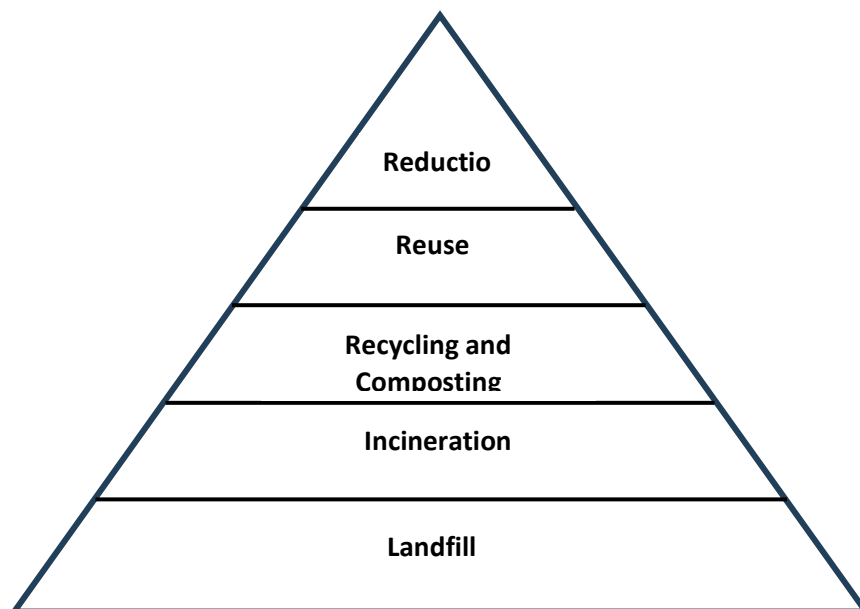 Reductio
Reuse
Recycling and
Composting
Incineration
Landfill